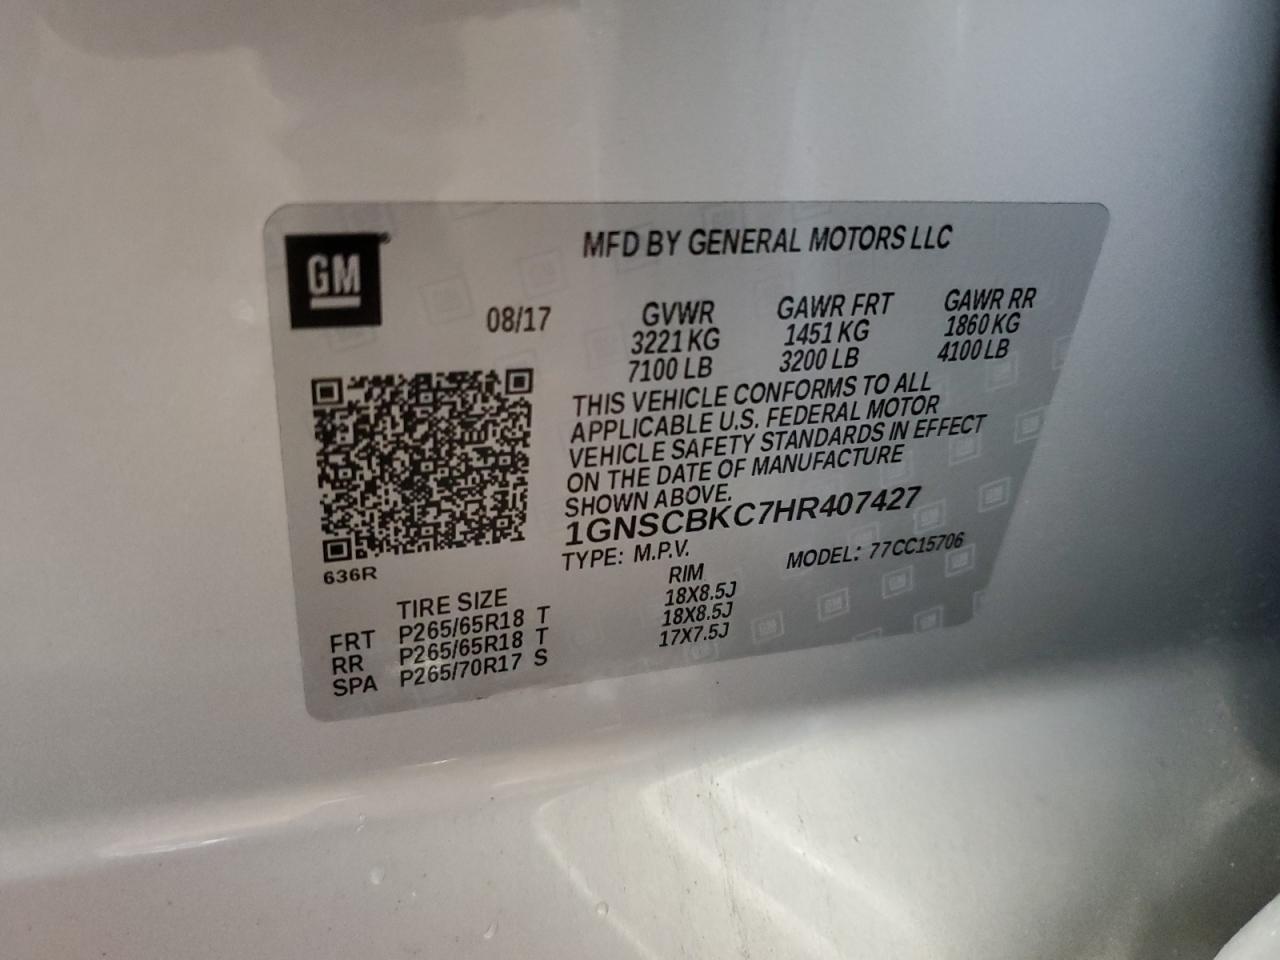 GM
MFD BY GENERAL MOTORS LLC
08/17
GVWR GAWR FRT GAWR RR
3221 KG 1451 KG 1860 KG
7100 LB 3200 LB 4100 LB
THIS VEHICLE CONFORMS TO ALL
APPLICABLE U.S. FEDERAL MOTOR
VEHICLE SAFETY STANDARDS IN EFFECT
ON THE DATE OF MANUFACTURE
SHOWN ABOVE.
1GNSCBKC7HR407427
TYPE: M.P.V. MODEL: 77CC15706
636R
TIRE SIZE RIM
FRT P265/65R18 T 18X8.5J
RR P265/65R18 T 18X8.5J
SPA P265/70R17 S 17X7.5J